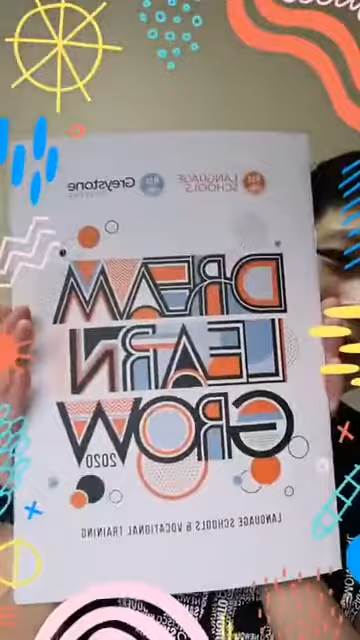 LANGUAGE SCHOOLS
Greystone
DREAM
LEARN
GROW
2020
LANGUAGE SCHOOLS & VOCATIONAL TRAINING